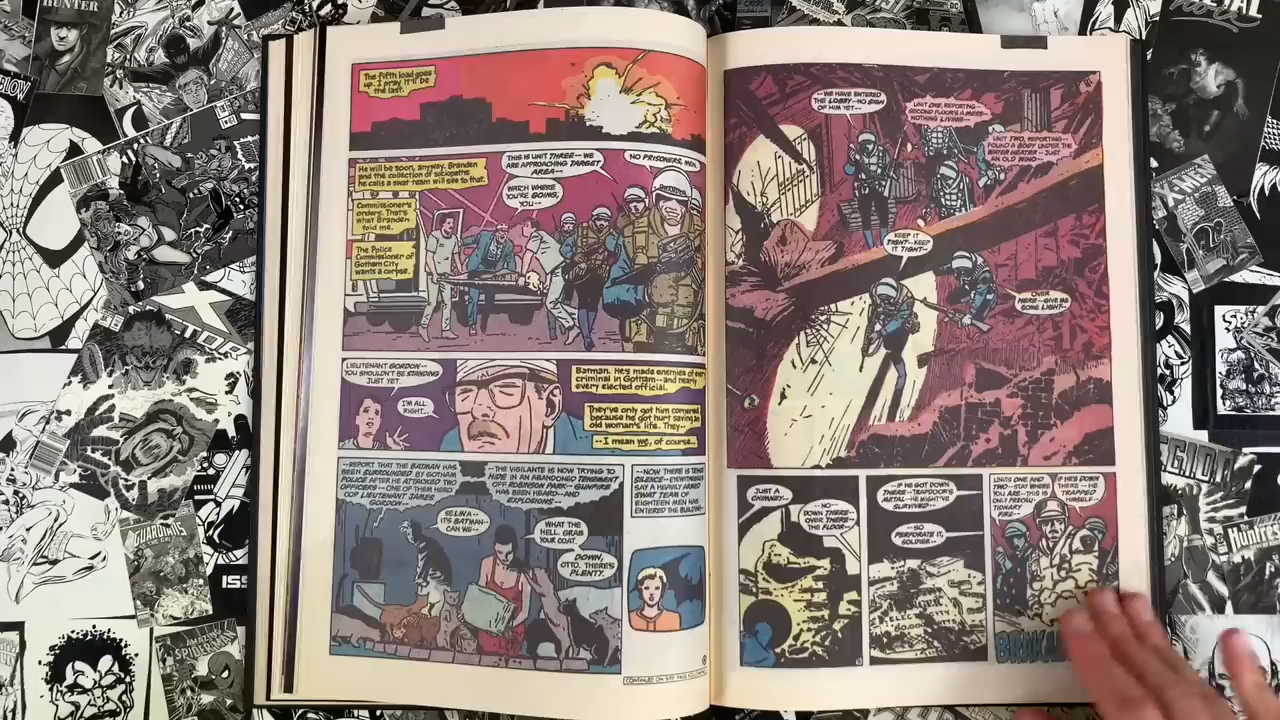 The fifth load goes
up. I pray it'll be
the last.
He will be soon, anyway. Branden
and the collection of sociopaths
he calls a swat team will see to that.
Commissioner's
orders. That's
what Branden
told me.
The Police
Commissioner of
Gotham City
wants a corpse.
THIS IS UNIT THREE--WE
ARE APPROACHING TARGET
AREA--
WATCH WHERE
YOU'RE GOING,
YOU--
NO PRISONERS, MEN.
LIEUTENANT GORDON--
YOU SHOULDN'T BE STANDING
JUST YET.
I'M ALL
RIGHT...
Batman. He's made enemies of every
criminal in Gotham--and nearly
every elected official.
They've only got him cornered
because he got hurt saving an
old woman's life. They--
--I mean we, of course...
--REPORT THAT THE BATMAN HAS
BEEN SURROUNDED BY GOTHAM
POLICE AFTER HE ATTACKED TWO
OFFICERS--ONE OF THEM HERO
COP LIEUTENANT JAMES
GORDON--
--THE VIGILANTE IS NOW TRYING TO
HIDE IN AN ABANDONED TENEMENT
OFF ROBINSON PARK--GUNFIRE
HAS BEEN HEARD--AND
EXPLOSIONS--
SELINA--
IT'S BATMAN--
CAN WE--
WHAT THE
HELL. GRAB
YOUR COAT.
DOWN,
OTTO. THERE'S
PLENTY.
--NOW THERE IS TENSE
SILENCE--EYEWITNESSES
SAY A HEAVILY ARMED
SWAT TEAM OF
EIGHTEEN MEN HAS
ENTERED THE BUILDING--
CONTINUED ON
--WE HAVE ENTERED
THE LOBBY--NO SIGN
OF HIM YET--
UNIT ONE, REPORTING--
SECOND FLOOR'S A MESS--
NOTHING LIVING--
UNIT TWO, REPORTING--
FOUND A BODY UNDER THE
WATER HEATER--JUST
AN OLD WINO--
KEEP IT
TIGHT--KEEP
IT TIGHT--
OVER
HERE--GIVE ME
SOME LIGHT--
JUST A
CHIMNEY--
--NO--
DOWN THERE--
OVER THERE--
THE FLOOR--
--IF HE GOT DOWN
THERE--TRAPDOOR'S
METAL--HE MIGHT'VE
SURVIVED--
--SO
PERFORATE IT,
SOLDIER--
UNITS ONE AND
TWO--STAY WHERE
YOU ARE--THIS IS
ONLY PRECAU-
TIONARY
FIRE--
IF HE'S DOWN
THERE--HE
TRAPPED
HIMSELF--
HUNTER
X-MEN
GUARDIANS
AMAZING
SPIDER-MAN